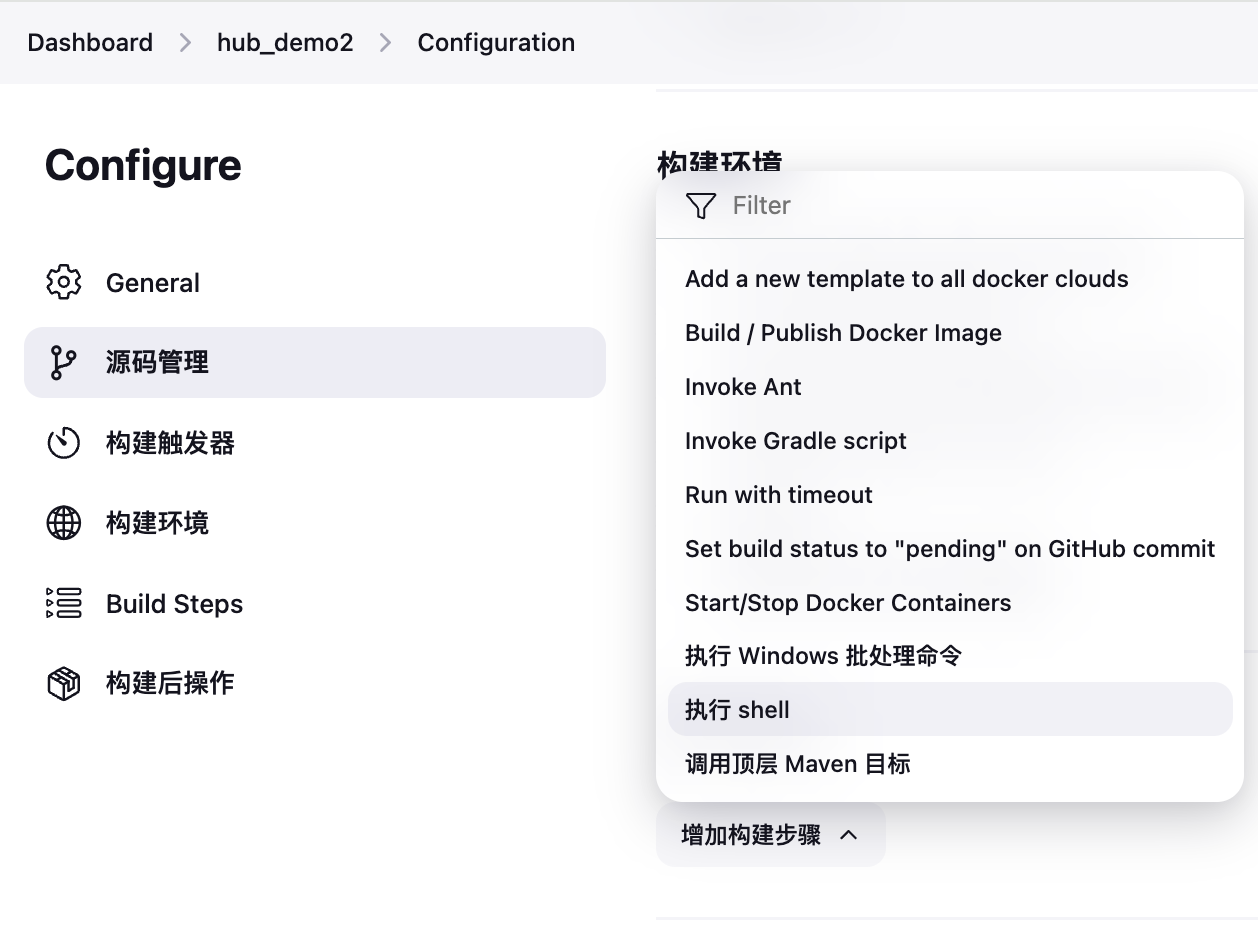 Dashboard > hub_demo2 > Configuration
Configure
General
源码管理
构建触发器
构建环境
Build Steps
构建后操作
构建环境
Filter
Add a new template to all docker clouds
Build / Publish Docker Image
Invoke Ant
Invoke Gradle script
Run with timeout
Set build status to "pending" on GitHub commit
Start/Stop Docker Containers
执行 Windows 批处理命令
执行 shell
调用顶层 Maven 目标
增加构建步骤